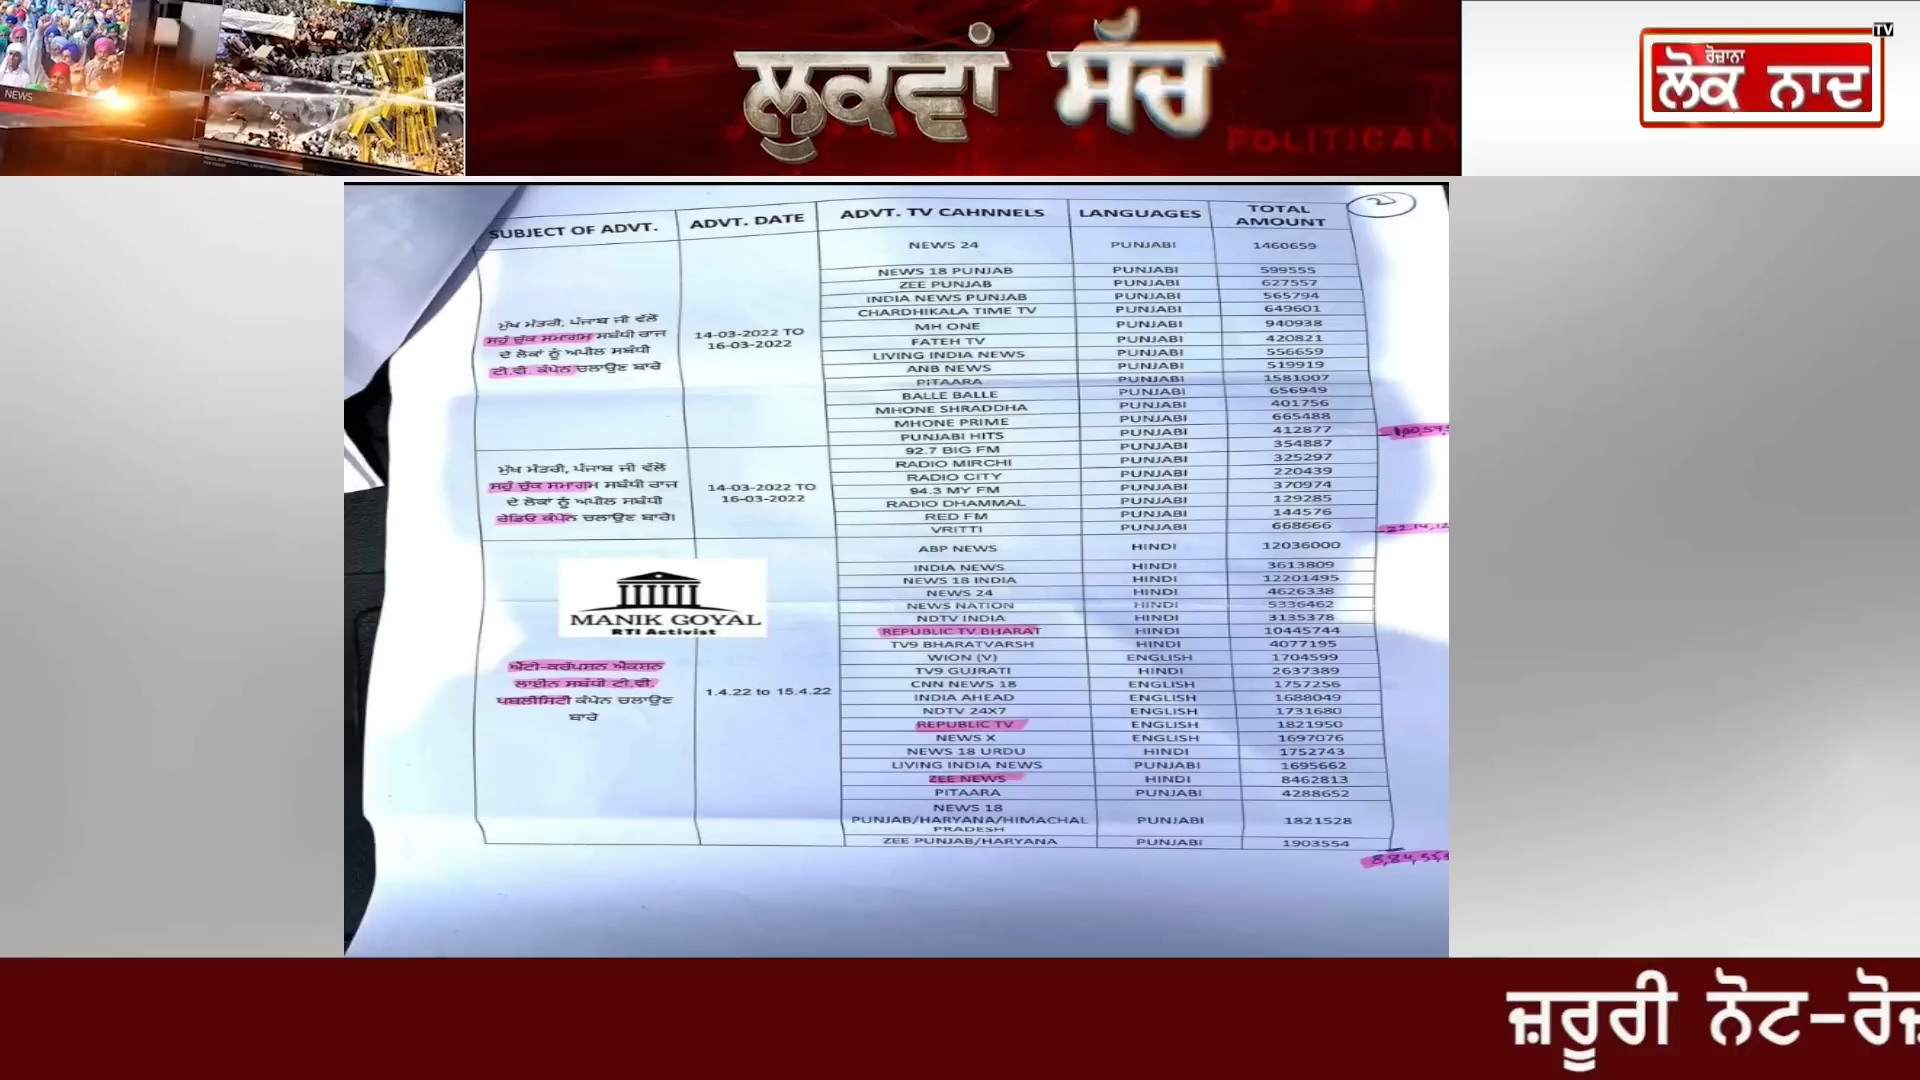 NEWS
ਲੁਕਵਾਂ ਸੱਚ
POLITICAL
TV
ਰੋਜ਼ਾਨਾ
ਲੋਕ ਨਾਦ
2
SUBJECT OF ADVT. ADVT. DATE ADVT. TV CAHNNELS LANGUAGES TOTAL AMOUNT
ਮੁੱਖ ਮੰਤਰੀ, ਪੰਜਾਬ ਜੀ ਵੱਲੋਂ
ਸਹੁੰ ਚੁੱਕ ਸਮਾਗਮ ਸਬੰਧੀ ਰਾਜ
ਦੇ ਲੋਕਾਂ ਨੂੰ ਅਪੀਲ ਸਬੰਧੀ
ਟੀ.ਵੀ. ਕੰਪੇਨ ਚਲਾਉਣ ਬਾਰੇ
14-03-2022 TO
16-03-2022
NEWS 24 PUNJABI 1460659
NEWS 18 PUNJAB PUNJABI 599555
ZEE PUNJAB PUNJABI 627557
INDIA NEWS PUNJAB PUNJABI 565794
CHARDHIKALA TIME TV PUNJABI 649601
MH ONE PUNJABI 940938
FATEH TV PUNJABI 420821
LIVING INDIA NEWS PUNJABI 556659
ANB NEWS PUNJABI 519919
PITAARA PUNJABI 1581007
BALLE BALLE PUNJABI 656949
MHONE SHRADDHA PUNJABI 401756
MHONE PRIME PUNJABI 665488
PUNJABI HITS PUNJABI 412877
ਮੁੱਖ ਮੰਤਰੀ, ਪੰਜਾਬ ਜੀ ਵੱਲੋਂ
ਸਹੁੰ ਚੁੱਕ ਸਮਾਗਮ ਸਬੰਧੀ ਰਾਜ
ਦੇ ਲੋਕਾਂ ਨੂੰ ਅਪੀਲ ਸਬੰਧੀ
ਰੇਡਿਓ ਕੰਪੇਨ ਚਲਾਉਣ ਬਾਰੇ।
14-03-2022 TO
16-03-2022
92.7 BIG FM PUNJABI 354887
RADIO MIRCHI PUNJABI 325297
RADIO CITY PUNJABI 220439
94.3 MY FM PUNJABI 370974
RADIO DHAMMAL PUNJABI 129285
RED FM PUNJABI 144576
VRITTI PUNJABI 668666
MANIK GOYAL
RTI Activist
ਐਂਟੀ-ਕਰੱਪਸ਼ਨ ਐਕਸ਼ਨ
ਲਾਈਨ ਸਬੰਧੀ ਟੀ.ਵੀ.
ਪਬਲੀਸਿਟੀ ਕੰਪੇਨ ਚਲਾਉਣ
ਬਾਰੇ
1.4.22 to 15.4.22
ABP NEWS HINDI 12036000
INDIA NEWS HINDI 3613809
NEWS 18 INDIA HINDI 12201495
NEWS 24 HINDI 4626338
NEWS NATION HINDI 5336462
NDTV INDIA HINDI 3135378
REPUBLIC TV BHARAT HINDI 10445744
TV9 BHARATVARSH HINDI 4077195
WION (V) ENGLISH 1704599
TV9 GUJRATI HINDI 2637389
CNN NEWS 18 ENGLISH 1757256
INDIA AHEAD ENGLISH 1688049
NDTV 24X7 ENGLISH 1731680
REPUBLIC TV ENGLISH 1821950
NEWS X ENGLISH 1697076
NEWS 18 URDU HINDI 1752743
LIVING INDIA NEWS PUNJABI 1695662
ZEE NEWS HINDI 8462813
PITAARA PUNJABI 4288652
NEWS 18
PUNJAB/HARYANA/HIMACHAL PUNJABI 1821528
PRADESH
ZEE PUNJAB/HARYANA PUNJABI 1903554
ਜ਼ਰੂਰੀ ਨੋਟ-ਰੋਜ਼